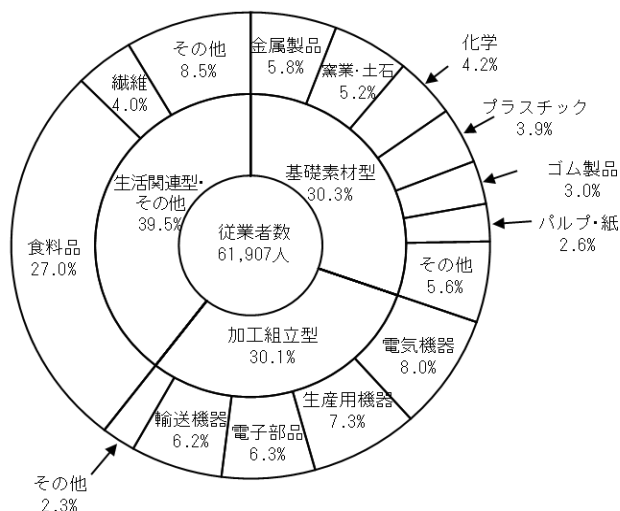 従業者数
61,907人
基礎素材型
30.3%
加工組立型
30.1%
生活関連型・
その他
39.5%
金属製品
5.8%
窯業・土石
5.2%
化学
4.2%
プラスチック
3.9%
ゴム製品
3.0%
パルプ・紙
2.6%
その他
5.6%
電気機器
8.0%
生産用機器
7.3%
電子部品
6.3%
輸送機器
6.2%
その他
2.3%
食料品
27.0%
繊維
4.0%
その他
8.5%